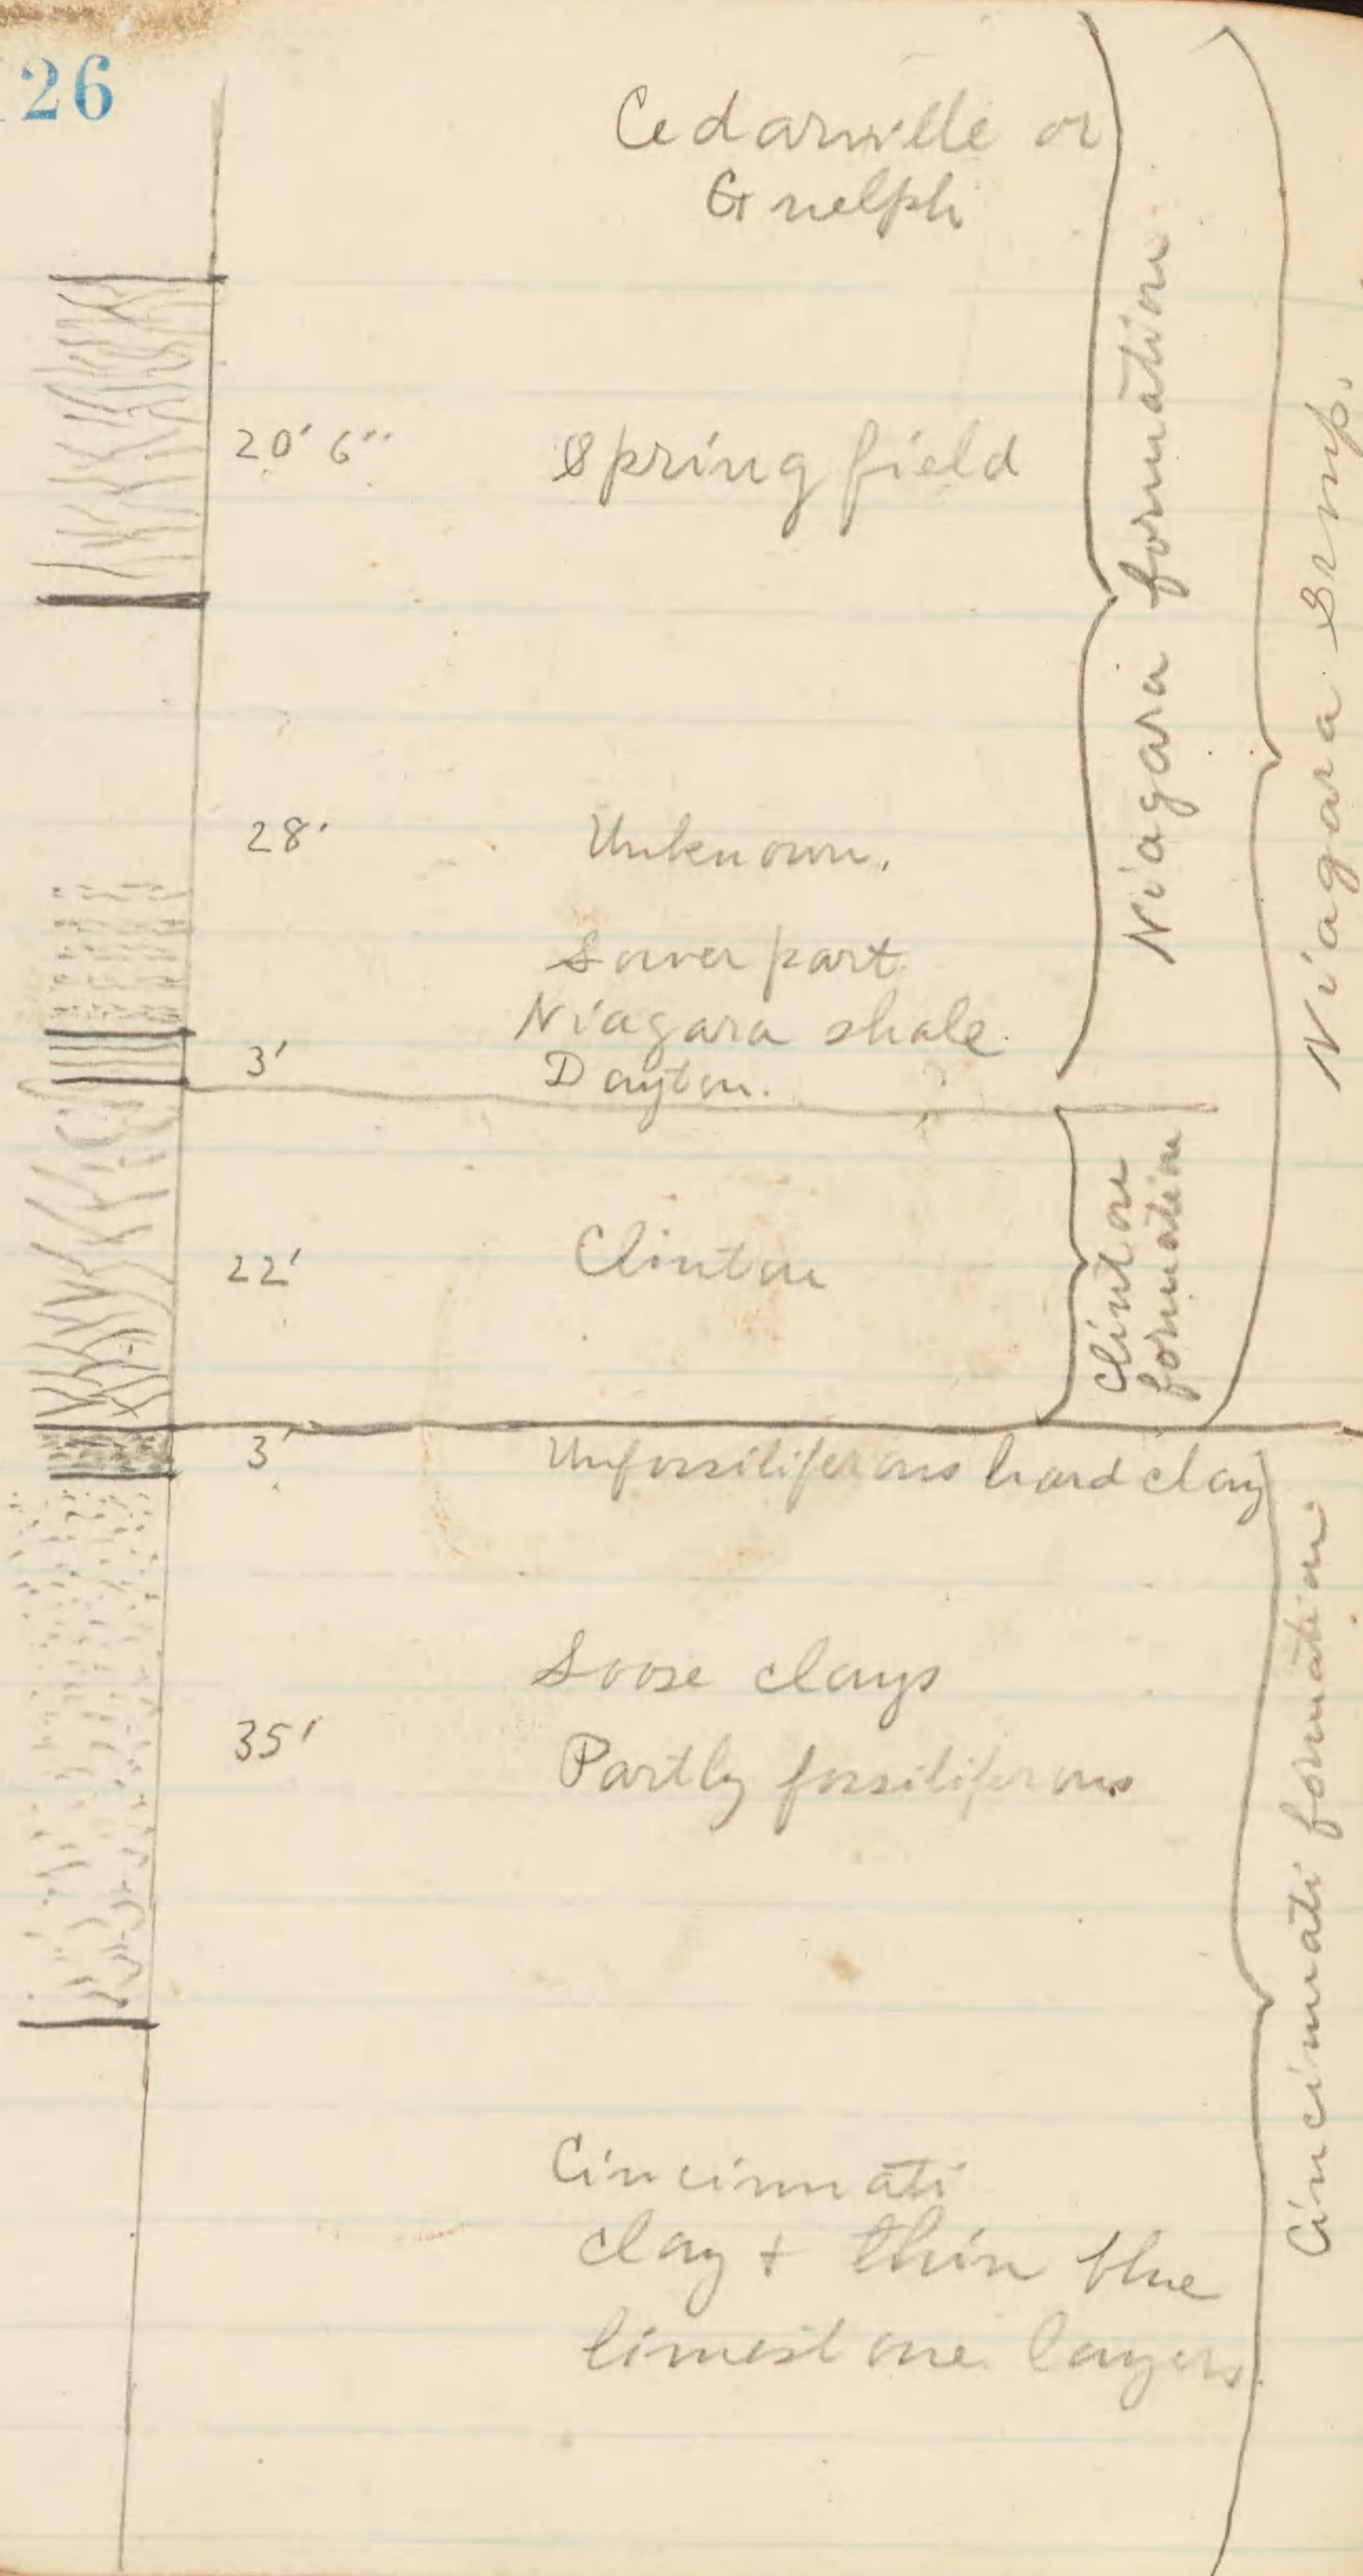 126
Cedarville or
Guelph
20' 6"
Springfield
28'
Unknown.
Lower part
Niagara shale.
3'
Dayton.
22'
Clinton
3'
Unfossiliferous hard clay
Loose clays
35'
Partly fossiliferous
Cincinnati
clay + thin blue
limestone layers.
Niagara formation
Clinton
formation
Niagara Group.
Cincinnati formation